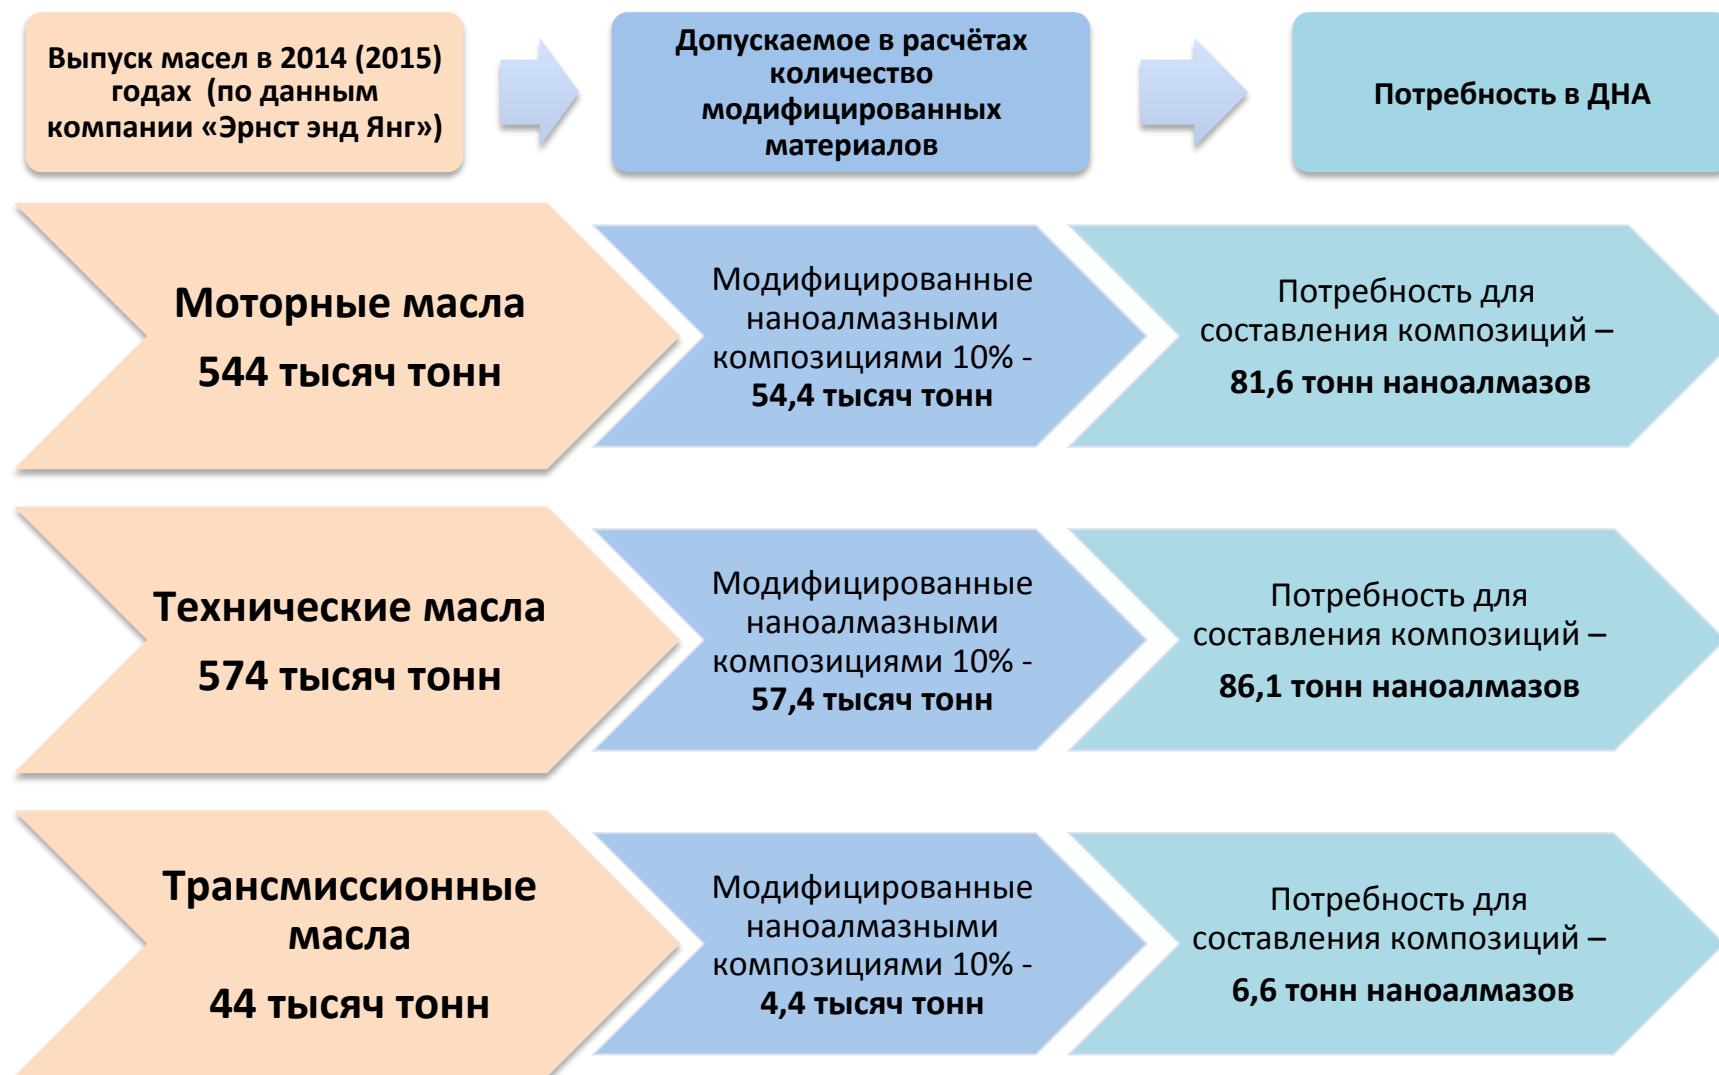 Выпуск масел в 2014 (2015)
годах (по данным
компании «Эрнст энд Янг»)
Допускаемое в расчётах
количество
модифицированных
материалов
Потребность в ДНА
Моторные масла
544 тысяч тонн
Модифицированные
наноалмазными
композициями 10% -
54,4 тысяч тонн
Потребность для
составления композиций –
81,6 тонн наноалмазов
Технические масла
574 тысяч тонн
Модифицированные
наноалмазными
композициями 10% -
57,4 тысяч тонн
Потребность для
составления композиций –
86,1 тонн наноалмазов
Трансмиссионные
масла
44 тысяч тонн
Модифицированные
наноалмазными
композициями 10% -
4,4 тысяч тонн
Потребность для
составления композиций –
6,6 тонн наноалмазов